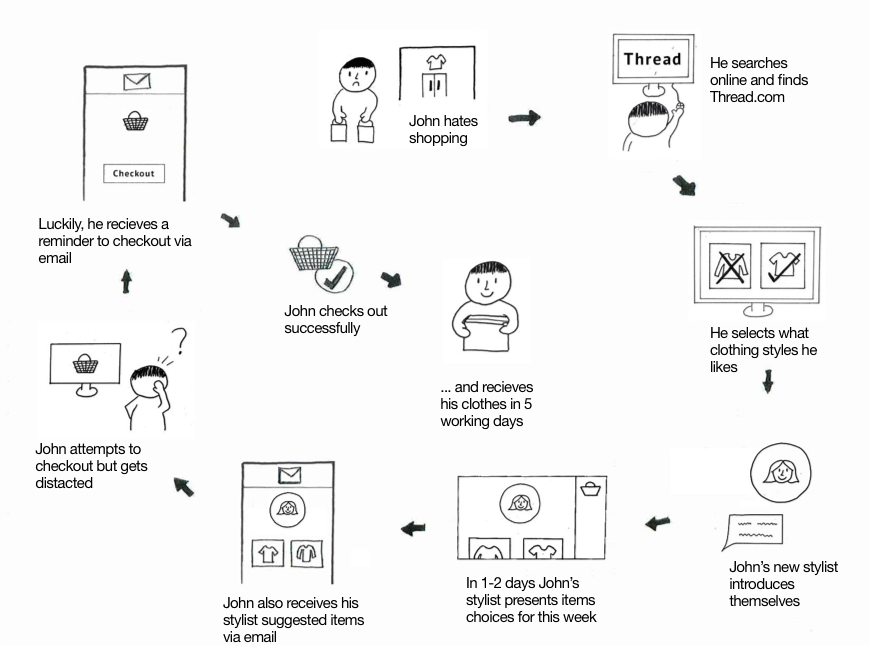 John hates
shopping
Thread
He searches
online and finds
Thread.com
He selects what
clothing styles he
likes
John's new stylist
introduces
themselves
In 1-2 days John's
stylist presents items
choices for this week
John also receives his
stylist suggested items
via email
John attempts to
checkout but gets
distacted
?
Checkout
Luckily, he recieves a
reminder to checkout via
email
John checks out
successfully
... and recieves
his clothes in 5
working days